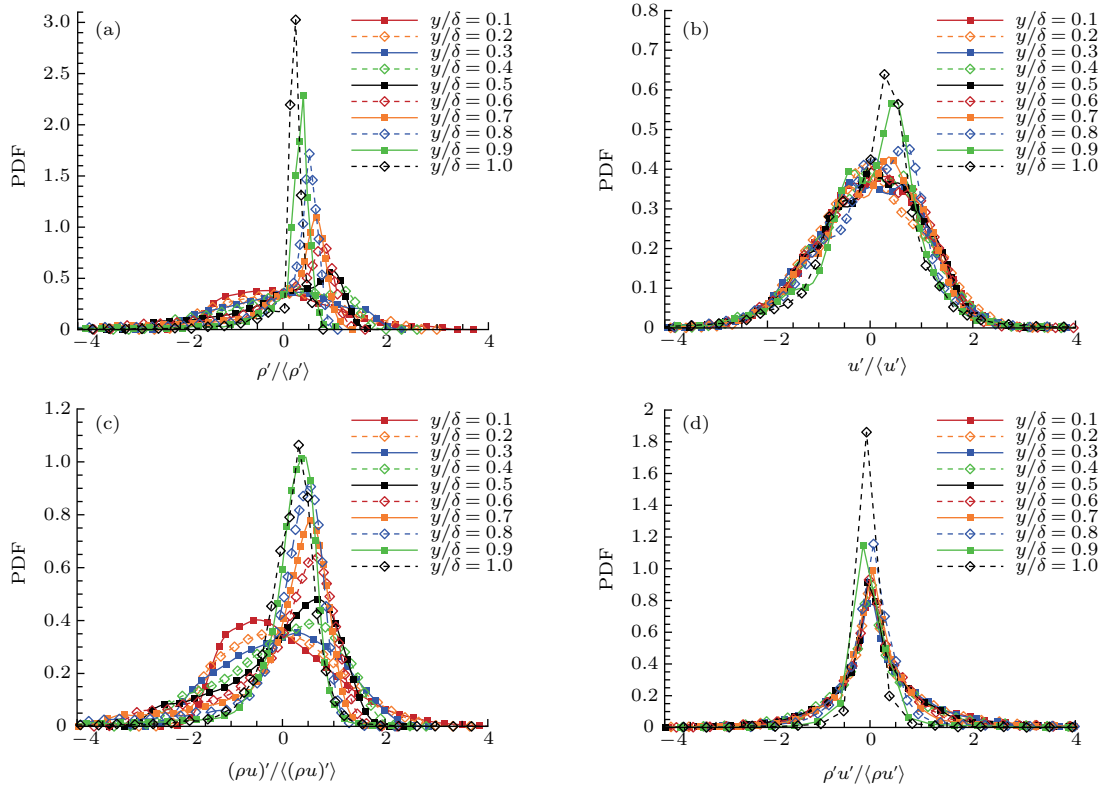 (a)
PDF
3.0
2.5
2.0
1.5
1.0
0.5
0
−4
−2
0
2
4
ρ′/⟨ρ′⟩
y/δ = 0.1
y/δ = 0.2
y/δ = 0.3
y/δ = 0.4
y/δ = 0.5
y/δ = 0.6
y/δ = 0.7
y/δ = 0.8
y/δ = 0.9
y/δ = 1.0
(b)
PDF
0.8
0.7
0.6
0.5
0.4
0.3
0.2
0.1
0
−4
−2
0
2
4
u′/⟨u′⟩
y/δ = 0.1
y/δ = 0.2
y/δ = 0.3
y/δ = 0.4
y/δ = 0.5
y/δ = 0.6
y/δ = 0.7
y/δ = 0.8
y/δ = 0.9
y/δ = 1.0
(c)
PDF
1.2
1.0
0.8
0.6
0.4
0.2
0
−4
−2
0
2
4
(ρu)′/⟨(ρu)′⟩
y/δ = 0.1
y/δ = 0.2
y/δ = 0.3
y/δ = 0.4
y/δ = 0.5
y/δ = 0.6
y/δ = 0.7
y/δ = 0.8
y/δ = 0.9
y/δ = 1.0
(d)
PDF
2
1.8
1.6
1.4
1.2
1.0
0.8
0.6
0.4
0.2
0
−4
−2
0
2
4
ρ′u′/⟨ρu′⟩
y/δ = 0.1
y/δ = 0.2
y/δ = 0.3
y/δ = 0.4
y/δ = 0.5
y/δ = 0.6
y/δ = 0.7
y/δ = 0.8
y/δ = 0.9
y/δ = 1.0